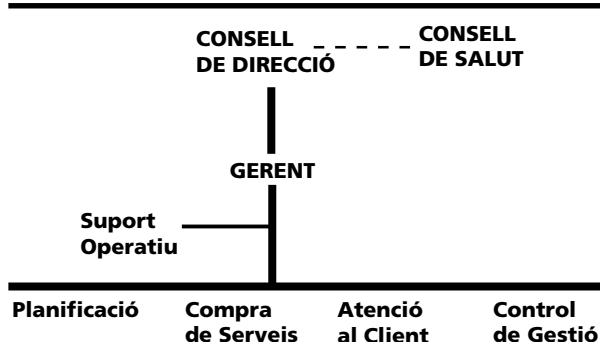 CONSELL
DE DIRECCIÓ
CONSELL
DE SALUT
GERENT
Suport
Operatiu
Planificació
Compra
de Serveis
Atenció
al Client
Control
de Gestió